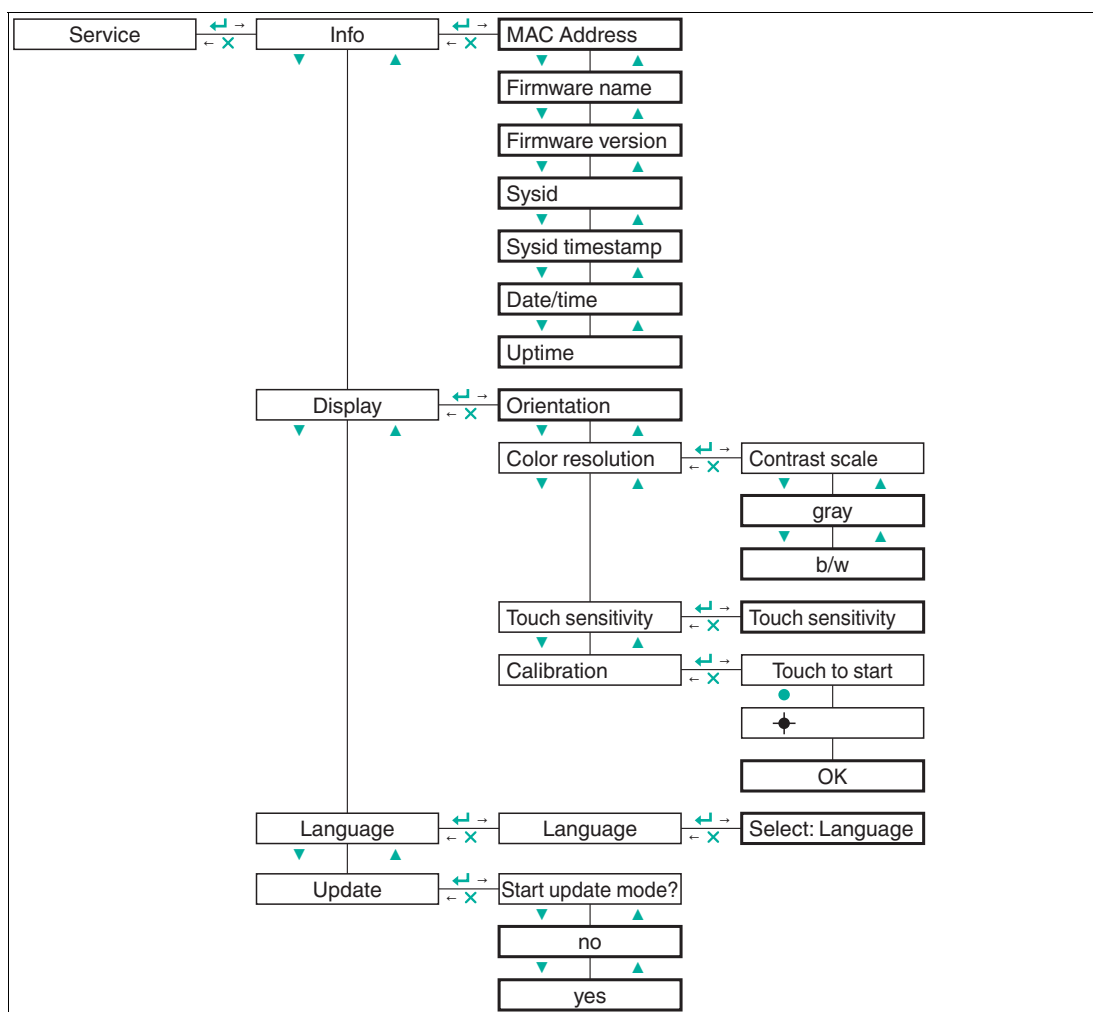 Service
Info
MAC Address
Firmware name
Firmware version
Sysid
Sysid timestamp
Date/time
Uptime
Display
Orientation
Color resolution
Contrast scale
gray
b/w
Touch sensitivity
Touch sensitivity
Calibration
Touch to start
OK
Language
Language
Select: Language
Update
Start update mode?
no
yes